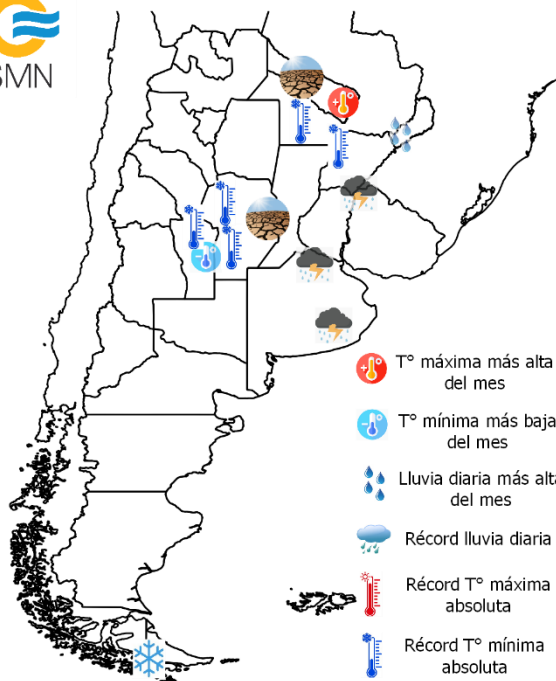 SMN
T° máxima más alta
del mes
T° mínima más baja
del mes
Lluvia diaria más alta
del mes
Récord lluvia diaria
Récord T° máxima
absoluta
Récord T° mínima
absoluta